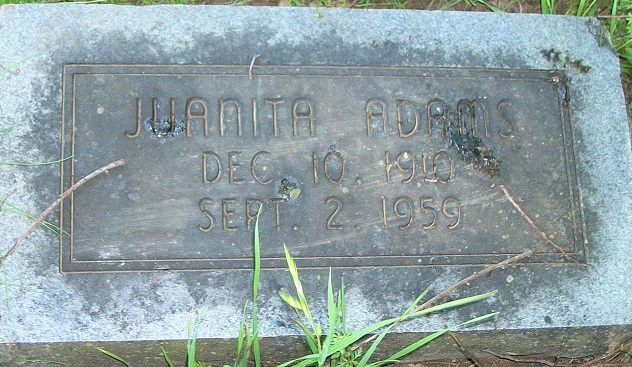 JUANITA ADAMS
DEC. 10. 1910
SEPT. 2. 1959